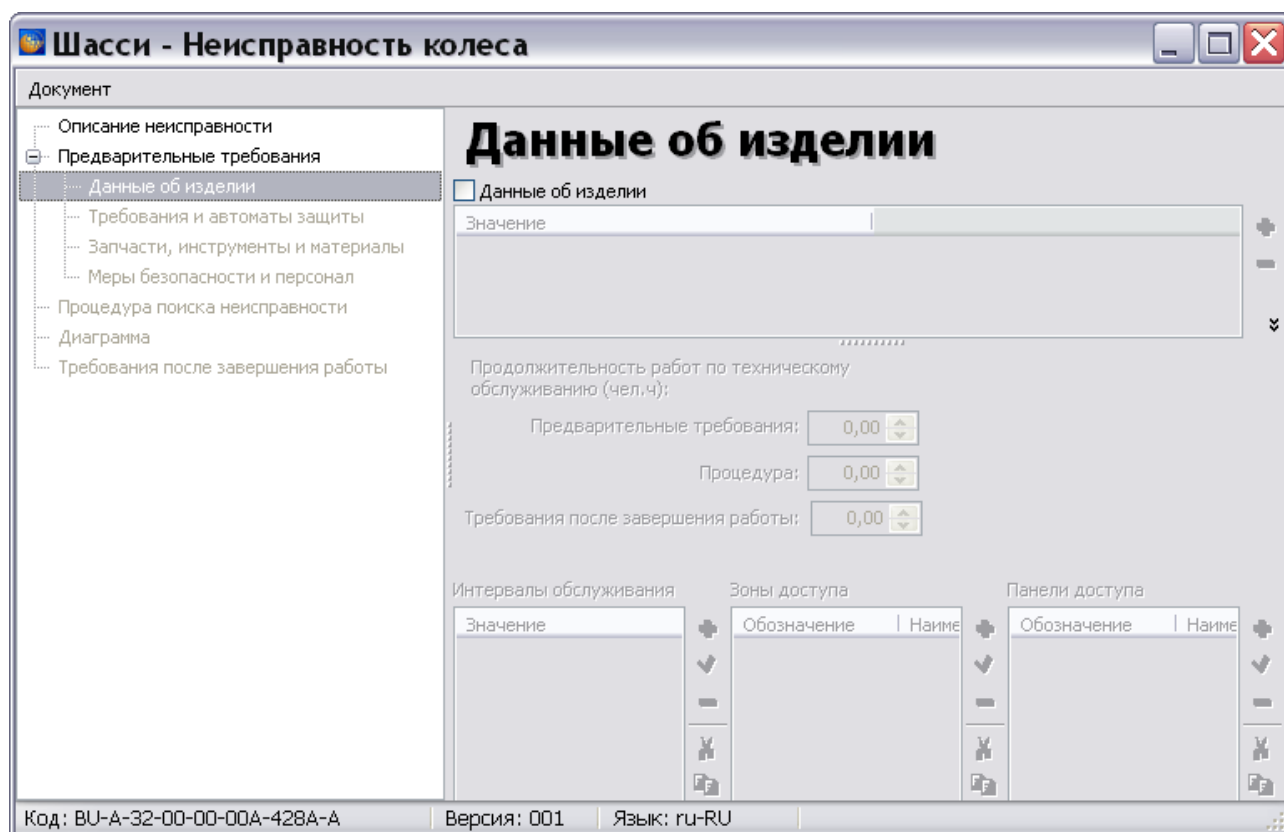 Шасси - Неисправность колеса
Документ
Описание неисправности
Предварительные требования
Данные об изделии
Требования и автоматы защиты
Запчасти, инструменты и материалы
Меры безопасности и персонал
Процедура поиска неисправности
Диаграмма
Требования после завершения работы
Данные об изделии
Данные об изделии
Значение
Продолжительность работ по техническому
обслуживанию (чел.ч):
Предварительные требования: 0,00
Процедура: 0,00
Требования после завершения работы: 0,00
Интервалы обслуживания Зоны доступа Панели доступа
Значение Обозначение Наиме Обозначение Наиме
Код: BU-A-32-00-00-00A-428A-A Версия: 001 Язык: ru-RU